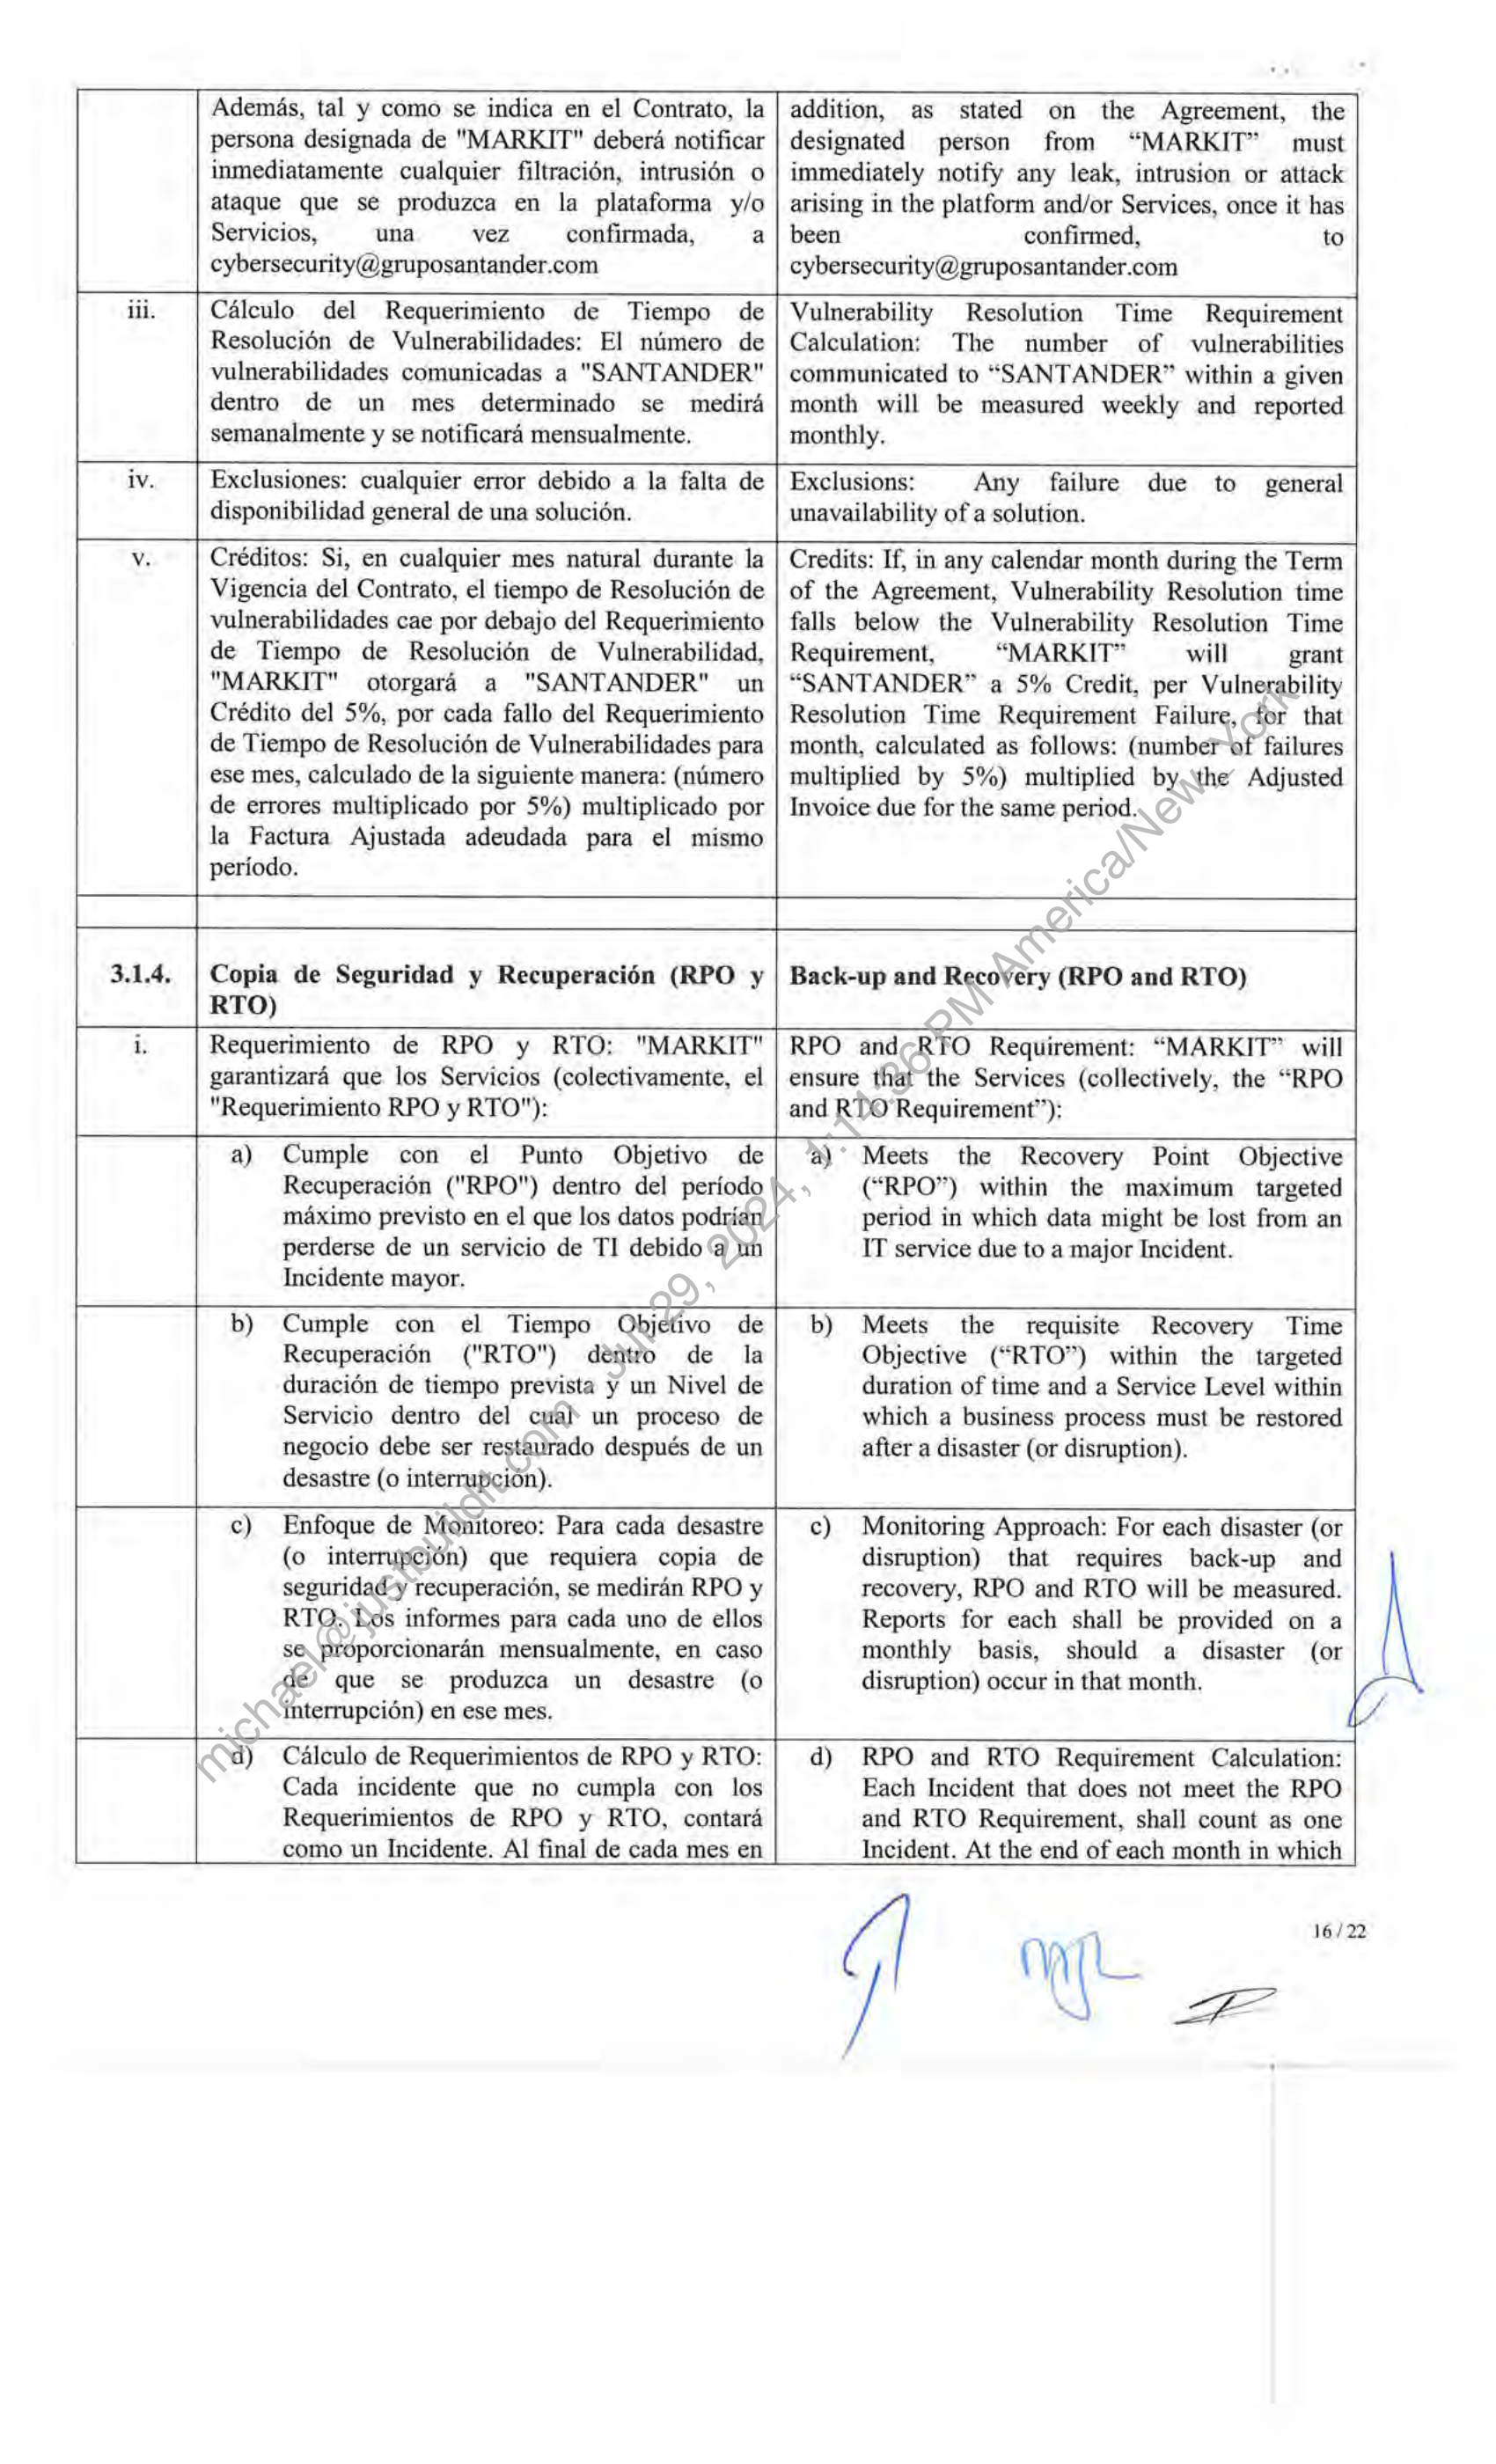 Además, tal y como se indica en el Contrato, la
persona designada de "MARKIT" deberá notificar
inmediatamente cualquier filtración, intrusión o
ataque que se produzca en la plataforma y/o
Servicios, una vez confirmada, a
cybersecurity@gruposantander.com
addition, as stated on the Agreement, the
designated person from “MARKIT” must
immediately notify any leak, intrusion or attack
arising in the platform and/or Services, once it has
been confirmed, to
cybersecurity@gruposantander.com
iii.
Cálculo del Requerimiento de Tiempo de
Resolución de Vulnerabilidades: El número de
vulnerabilidades comunicadas a "SANTANDER"
dentro de un mes determinado se medirá
semanalmente y se notificará mensualmente.
Vulnerability Resolution Time Requirement
Calculation: The number of vulnerabilities
communicated to “SANTANDER” within a given
month will be measured weekly and reported
monthly.
iv.
Exclusiones: cualquier error debido a la falta de
disponibilidad general de una solución.
Exclusions: Any failure due to general
unavailability of a solution.
v.
Créditos: Si, en cualquier mes natural durante la
Vigencia del Contrato, el tiempo de Resolución de
vulnerabilidades cae por debajo del Requerimiento
de Tiempo de Resolución de Vulnerabilidad,
"MARKIT" otorgará a "SANTANDER" un
Crédito del 5%, por cada fallo del Requerimiento
de Tiempo de Resolución de Vulnerabilidades para
ese mes, calculado de la siguiente manera: (número
de errores multiplicado por 5%) multiplicado por
la Factura Ajustada adeudada para el mismo
período.
Credits: If, in any calendar month during the Term
of the Agreement, Vulnerability Resolution time
falls below the Vulnerability Resolution Time
Requirement, “MARKIT” will grant
“SANTANDER” a 5% Credit, per Vulnerability
Resolution Time Requirement Failure, for that
month, calculated as follows: (number of failures
multiplied by 5%) multiplied by the Adjusted
Invoice due for the same period.
3.1.4.
Copia de Seguridad y Recuperación (RPO y
RTO)
Back-up and Recovery (RPO and RTO)
i.
Requerimiento de RPO y RTO: "MARKIT"
garantizará que los Servicios (colectivamente, el
"Requerimiento RPO y RTO"):
RPO and RTO Requirement: “MARKIT” will
ensure that the Services (collectively, the “RPO
and RTO Requirement”):
a) Cumple con el Punto Objetivo de
Recuperación ("RPO") dentro del período
máximo previsto en el que los datos podrían
perderse de un servicio de TI debido a un
Incidente mayor.
a) Meets the Recovery Point Objective
(“RPO”) within the maximum targeted
period in which data might be lost from an
IT service due to a major Incident.
b) Cumple con el Tiempo Objetivo de
Recuperación ("RTO") dentro de la
duración de tiempo prevista y un Nivel de
Servicio dentro del cual un proceso de
negocio debe ser restaurado después de un
desastre (o interrupción).
b) Meets the requisite Recovery Time
Objective (“RTO”) within the targeted
duration of time and a Service Level within
which a business process must be restored
after a disaster (or disruption).
c) Enfoque de Monitoreo: Para cada desastre
(o interrupción) que requiera copia de
seguridad y recuperación, se medirán RPO y
RTO. Los informes para cada uno de ellos
se proporcionarán mensualmente, en caso
de que se produzca un desastre (o
interrupción) en ese mes.
c) Monitoring Approach: For each disaster (or
disruption) that requires back-up and
recovery, RPO and RTO will be measured.
Reports for each shall be provided on a
monthly basis, should a disaster (or
disruption) occur in that month.
d) Cálculo de Requerimientos de RPO y RTO:
Cada incidente que no cumpla con los
Requerimientos de RPO y RTO, contará
como un Incidente. Al final de cada mes en
d) RPO and RTO Requirement Calculation:
Each Incident that does not meet the RPO
and RTO Requirement, shall count as one
Incident. At the end of each month in which
16 / 22
michael@justbuildit.com Jul 29, 2024, 1:14:36 PM America/New York